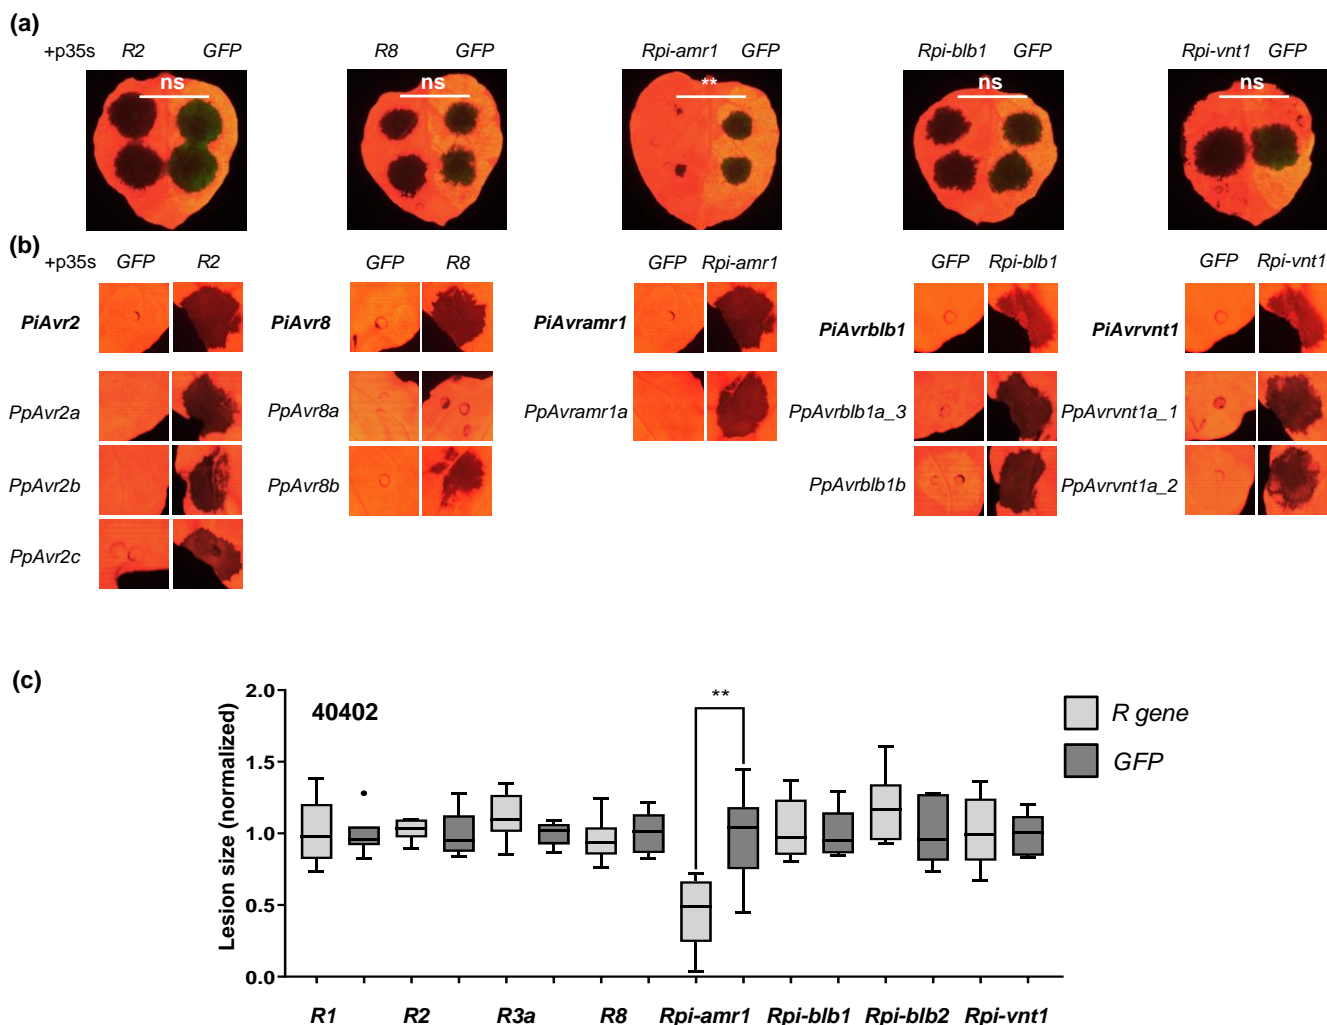 (a)
+p35s R2 GFP R8 GFP Rpi-amr1 GFP Rpi-blb1 GFP Rpi-vnt1 GFP
ns ns ** ns ns
(b)
+p35s GFP R2 GFP R8 GFP Rpi-amr1 GFP Rpi-blb1 GFP Rpi-vnt1
PiAvr2 PiAvr8 PiAvramr1 PiAvrblb1 PiAvrvnt1
PpAvr2a PpAvr8a PpAvramr1a PpAvrblb1a_3 PpAvrvnt1a_1
PpAvr2b PpAvr8b PpAvrblb1b PpAvrvnt1a_2
PpAvr2c
(c)
Lesion size (normalized)
2.0
1.5
1.0
0.5
0.0
40402
**
R gene
GFP
R1 R2 R3a R8 Rpi-amr1 Rpi-blb1 Rpi-blb2 Rpi-vnt1